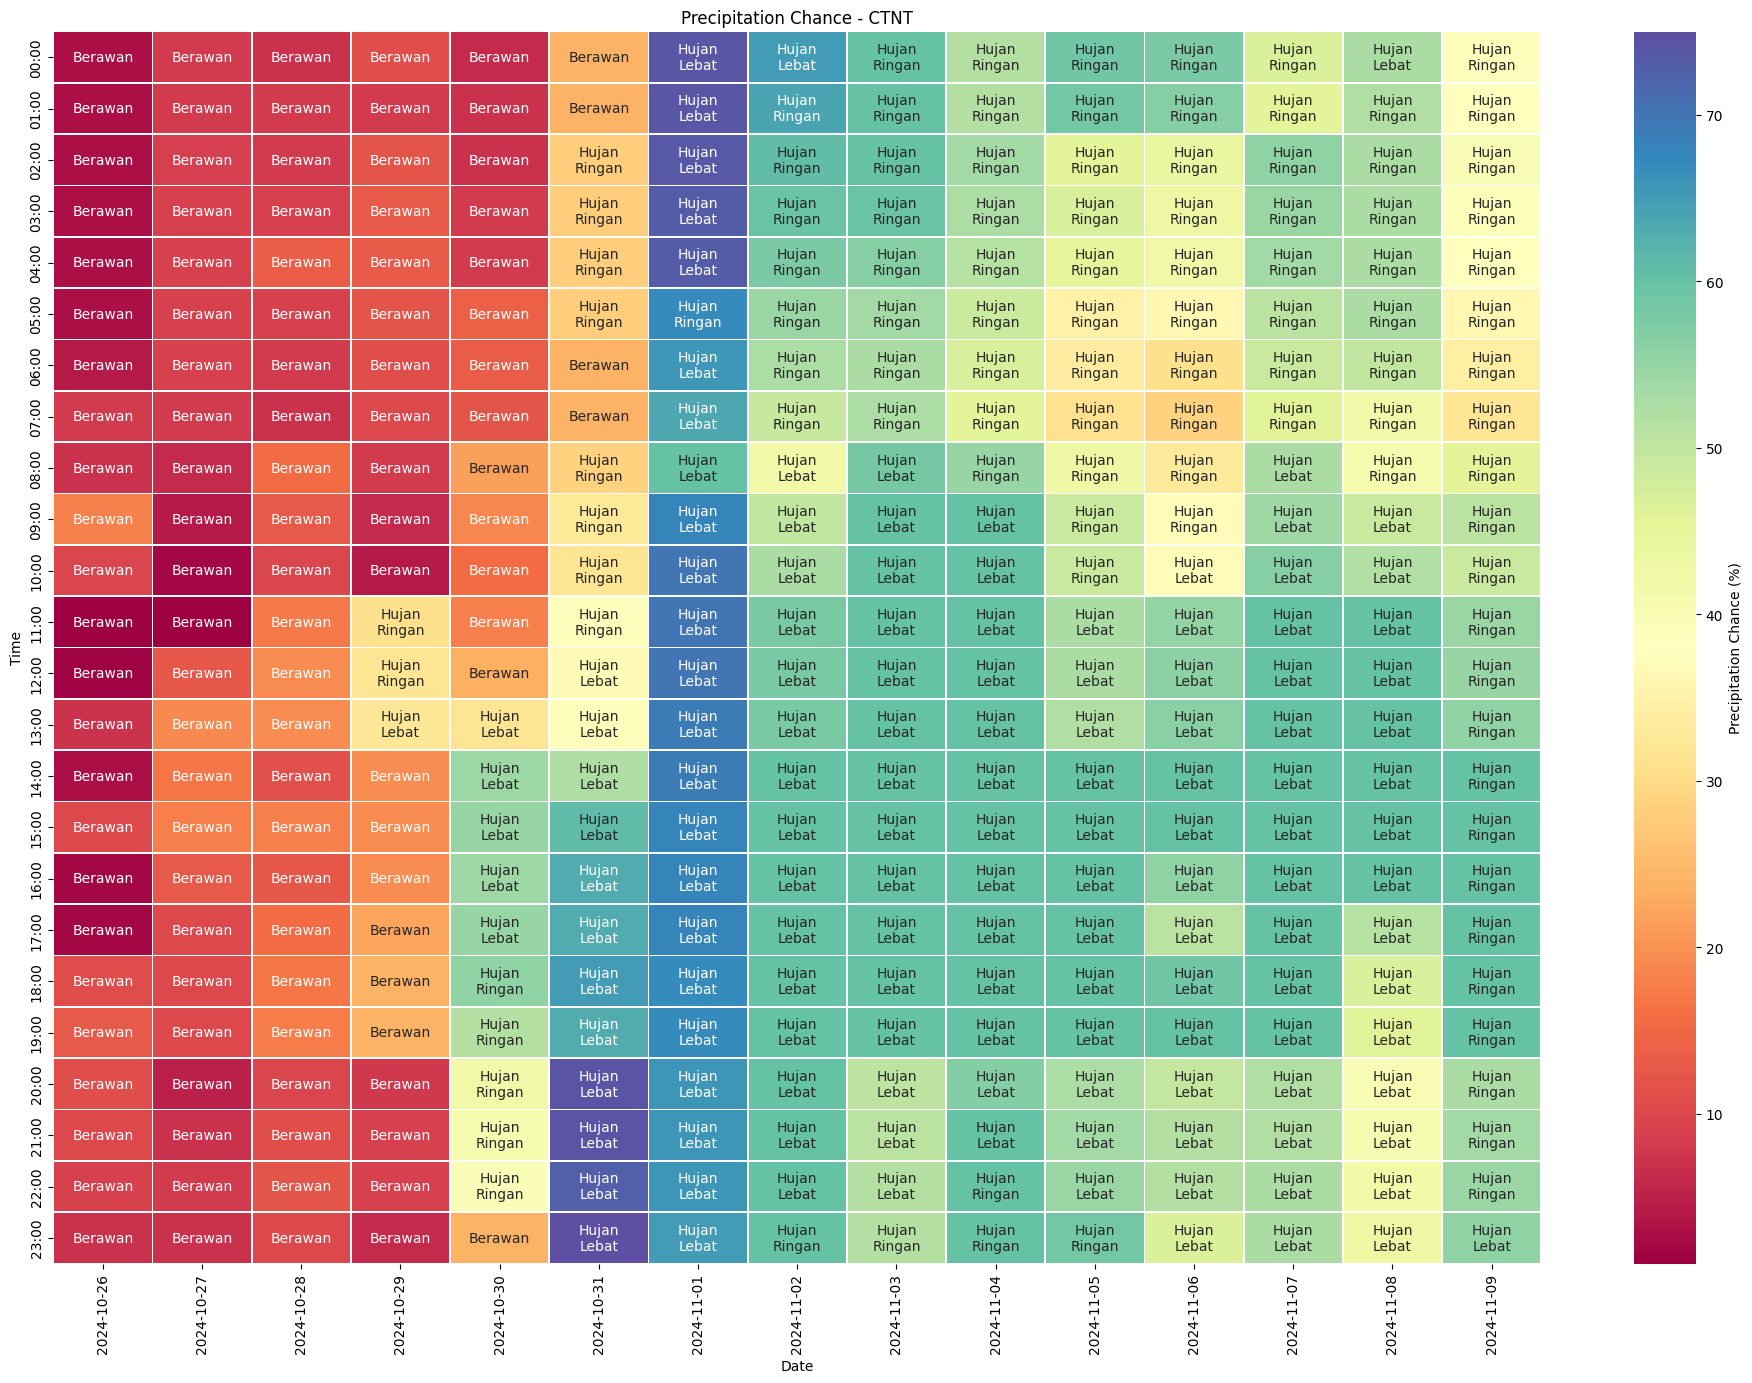 Precipitation Chance - CTNT
00:00 Berawan Berawan Berawan Berawan Berawan Berawan Hujan Lebat Hujan Lebat Hujan Ringan Hujan Ringan Hujan Ringan Hujan Ringan Hujan Ringan Hujan Lebat Hujan Ringan
01:00 Berawan Berawan Berawan Berawan Berawan Berawan Hujan Lebat Hujan Ringan Hujan Ringan Hujan Ringan Hujan Ringan Hujan Ringan Hujan Ringan Hujan Ringan Hujan Ringan
02:00 Berawan Berawan Berawan Berawan Berawan Hujan Ringan Hujan Lebat Hujan Ringan Hujan Ringan Hujan Ringan Hujan Ringan Hujan Ringan Hujan Ringan Hujan Ringan Hujan Ringan
03:00 Berawan Berawan Berawan Berawan Berawan Hujan Ringan Hujan Lebat Hujan Ringan Hujan Ringan Hujan Ringan Hujan Ringan Hujan Ringan Hujan Ringan Hujan Ringan Hujan Ringan
04:00 Berawan Berawan Berawan Berawan Berawan Hujan Ringan Hujan Lebat Hujan Ringan Hujan Ringan Hujan Ringan Hujan Ringan Hujan Ringan Hujan Ringan Hujan Ringan Hujan Ringan
05:00 Berawan Berawan Berawan Berawan Berawan Hujan Ringan Hujan Ringan Hujan Ringan Hujan Ringan Hujan Ringan Hujan Ringan Hujan Ringan Hujan Ringan Hujan Ringan Hujan Ringan
06:00 Berawan Berawan Berawan Berawan Berawan Berawan Hujan Lebat Hujan Ringan Hujan Ringan Hujan Ringan Hujan Ringan Hujan Ringan Hujan Ringan Hujan Ringan Hujan Ringan
07:00 Berawan Berawan Berawan Berawan Berawan Berawan Hujan Lebat Hujan Ringan Hujan Ringan Hujan Ringan Hujan Ringan Hujan Ringan Hujan Ringan Hujan Ringan Hujan Ringan
08:00 Berawan Berawan Berawan Berawan Berawan Hujan Ringan Hujan Lebat Hujan Lebat Hujan Lebat Hujan Ringan Hujan Ringan Hujan Ringan Hujan Lebat Hujan Ringan Hujan Ringan
09:00 Berawan Berawan Berawan Berawan Berawan Hujan Ringan Hujan Lebat Hujan Lebat Hujan Lebat Hujan Lebat Hujan Ringan Hujan Ringan Hujan Lebat Hujan Lebat Hujan Ringan
10:00 Berawan Berawan Berawan Berawan Berawan Hujan Ringan Hujan Lebat Hujan Lebat Hujan Lebat Hujan Lebat Hujan Ringan Hujan Lebat Hujan Lebat Hujan Lebat Hujan Ringan
11:00 Berawan Berawan Berawan Hujan Ringan Berawan Hujan Ringan Hujan Lebat Hujan Lebat Hujan Lebat Hujan Lebat Hujan Lebat Hujan Lebat Hujan Lebat Hujan Lebat Hujan Ringan
12:00 Berawan Berawan Berawan Hujan Ringan Berawan Hujan Lebat Hujan Lebat Hujan Lebat Hujan Lebat Hujan Lebat Hujan Lebat Hujan Lebat Hujan Lebat Hujan Lebat Hujan Ringan
13:00 Berawan Berawan Berawan Hujan Lebat Hujan Lebat Hujan Lebat Hujan Lebat Hujan Lebat Hujan Lebat Hujan Lebat Hujan Lebat Hujan Lebat Hujan Lebat Hujan Lebat Hujan Ringan
14:00 Berawan Berawan Berawan Berawan Hujan Lebat Hujan Lebat Hujan Lebat Hujan Lebat Hujan Lebat Hujan Lebat Hujan Lebat Hujan Lebat Hujan Lebat Hujan Lebat Hujan Ringan
15:00 Berawan Berawan Berawan Berawan Hujan Lebat Hujan Lebat Hujan Lebat Hujan Lebat Hujan Lebat Hujan Lebat Hujan Lebat Hujan Lebat Hujan Lebat Hujan Lebat Hujan Ringan
16:00 Berawan Berawan Berawan Berawan Hujan Lebat Hujan Lebat Hujan Lebat Hujan Lebat Hujan Lebat Hujan Lebat Hujan Lebat Hujan Lebat Hujan Lebat Hujan Lebat Hujan Ringan
17:00 Berawan Berawan Berawan Berawan Hujan Lebat Hujan Lebat Hujan Lebat Hujan Lebat Hujan Lebat Hujan Lebat Hujan Lebat Hujan Lebat Hujan Lebat Hujan Lebat Hujan Ringan
18:00 Berawan Berawan Berawan Berawan Hujan Ringan Hujan Lebat Hujan Lebat Hujan Lebat Hujan Lebat Hujan Lebat Hujan Lebat Hujan Lebat Hujan Lebat Hujan Lebat Hujan Ringan
19:00 Berawan Berawan Berawan Berawan Hujan Ringan Hujan Lebat Hujan Lebat Hujan Lebat Hujan Lebat Hujan Lebat Hujan Lebat Hujan Lebat Hujan Lebat Hujan Lebat Hujan Ringan
20:00 Berawan Berawan Berawan Berawan Hujan Ringan Hujan Lebat Hujan Lebat Hujan Lebat Hujan Lebat Hujan Lebat Hujan Lebat Hujan Lebat Hujan Lebat Hujan Lebat Hujan Ringan
21:00 Berawan Berawan Berawan Berawan Hujan Ringan Hujan Lebat Hujan Lebat Hujan Lebat Hujan Lebat Hujan Lebat Hujan Lebat Hujan Lebat Hujan Lebat Hujan Lebat Hujan Ringan
22:00 Berawan Berawan Berawan Berawan Hujan Ringan Hujan Lebat Hujan Lebat Hujan Lebat Hujan Lebat Hujan Ringan Hujan Lebat Hujan Lebat Hujan Lebat Hujan Lebat Hujan Ringan
23:00 Berawan Berawan Berawan Berawan Berawan Hujan Lebat Hujan Lebat Hujan Ringan Hujan Ringan Hujan Ringan Hujan Ringan Hujan Lebat Hujan Lebat Hujan Lebat Hujan Lebat
Time
2024-10-26 2024-10-27 2024-10-28 2024-10-29 2024-10-30 2024-10-31 2024-11-01 2024-11-02 2024-11-03 2024-11-04 2024-11-05 2024-11-06 2024-11-07 2024-11-08 2024-11-09
Date
70
60
50
40
30
20
10
Precipitation Chance (%)